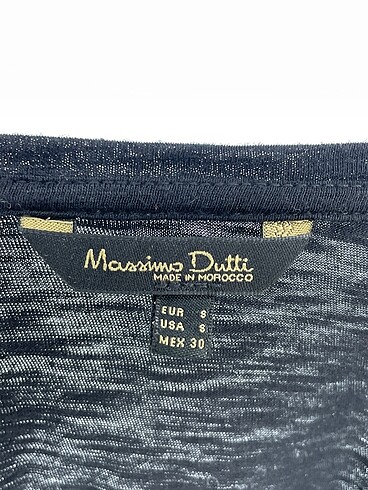 Massimo Dutti
MADE IN MOROCCO
EUR S
USA S
MEX 30